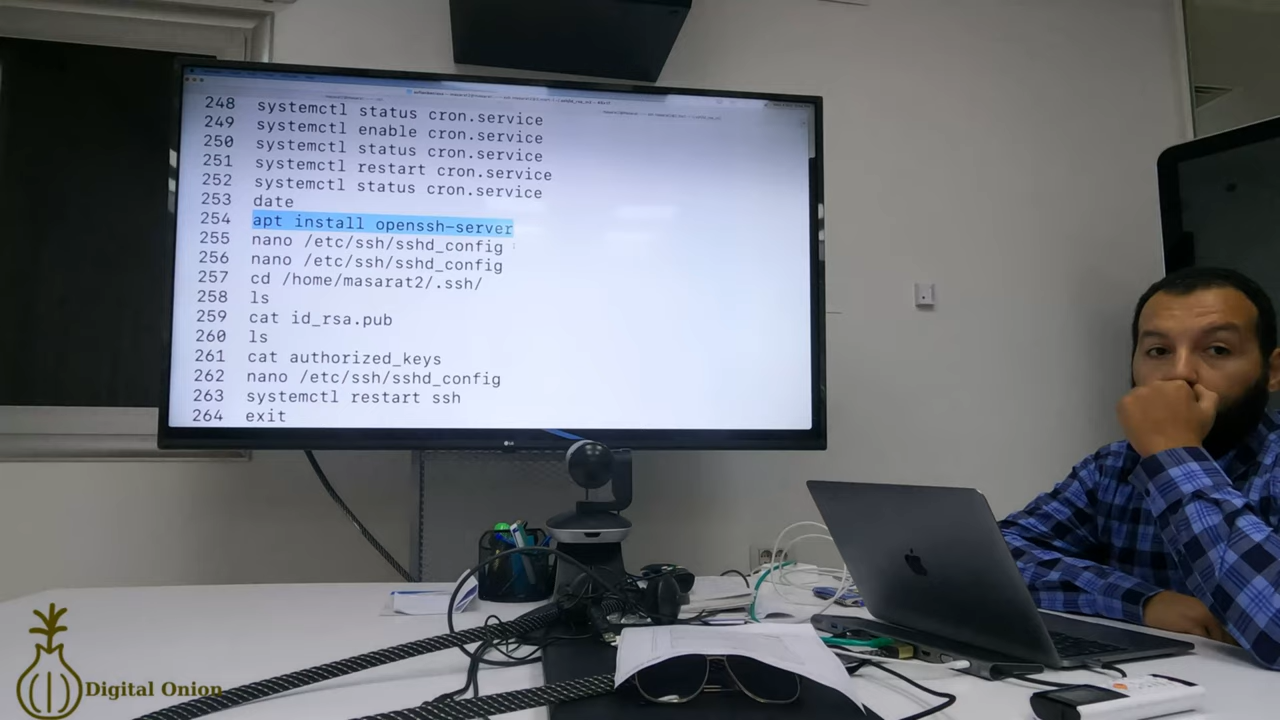 248 systemctl status cron.service
249 systemctl enable cron.service
250 systemctl status cron.service
251 systemctl restart cron.service
252 systemctl status cron.service
253 date
254 apt install openssh-server
255 nano /etc/ssh/sshd_config
256 nano /etc/ssh/sshd_config
257 cd /home/masarat2/.ssh/
258 ls
259 cat id_rsa.pub
260 ls
261 cat authorized_keys
262 nano /etc/ssh/sshd_config
263 systemctl restart ssh
264 exit
LG
Digital Onion